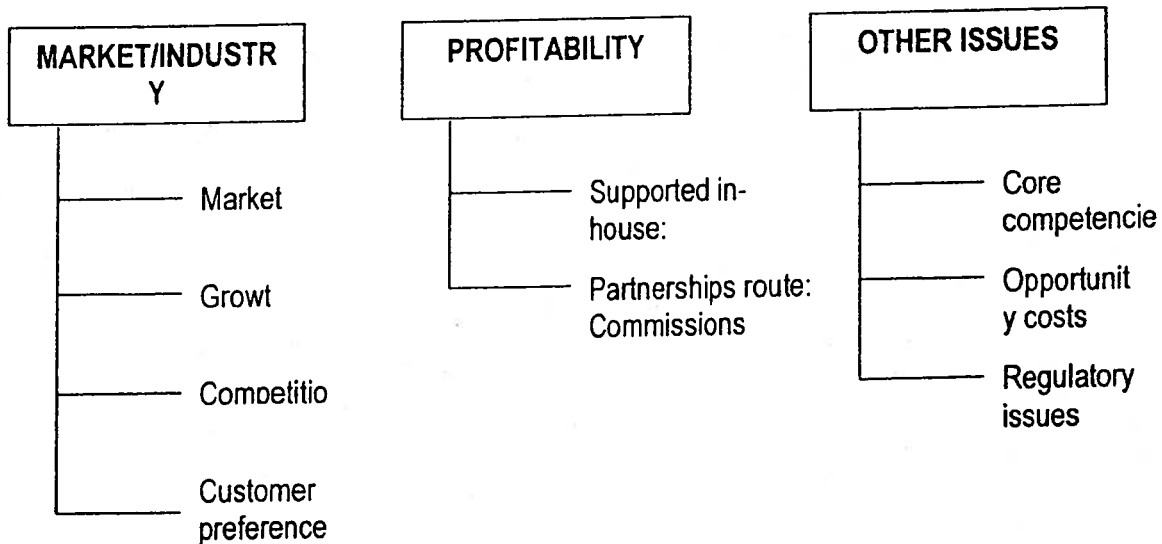 MARKET/INDUSTR
Y
Market
Growt
Competitio
Customer
preference
PROFITABILITY
Supported in-
house:
Partnerships route:
Commissions
OTHER ISSUES
Core
competencie
Opportunit
y costs
Regulatory
issues